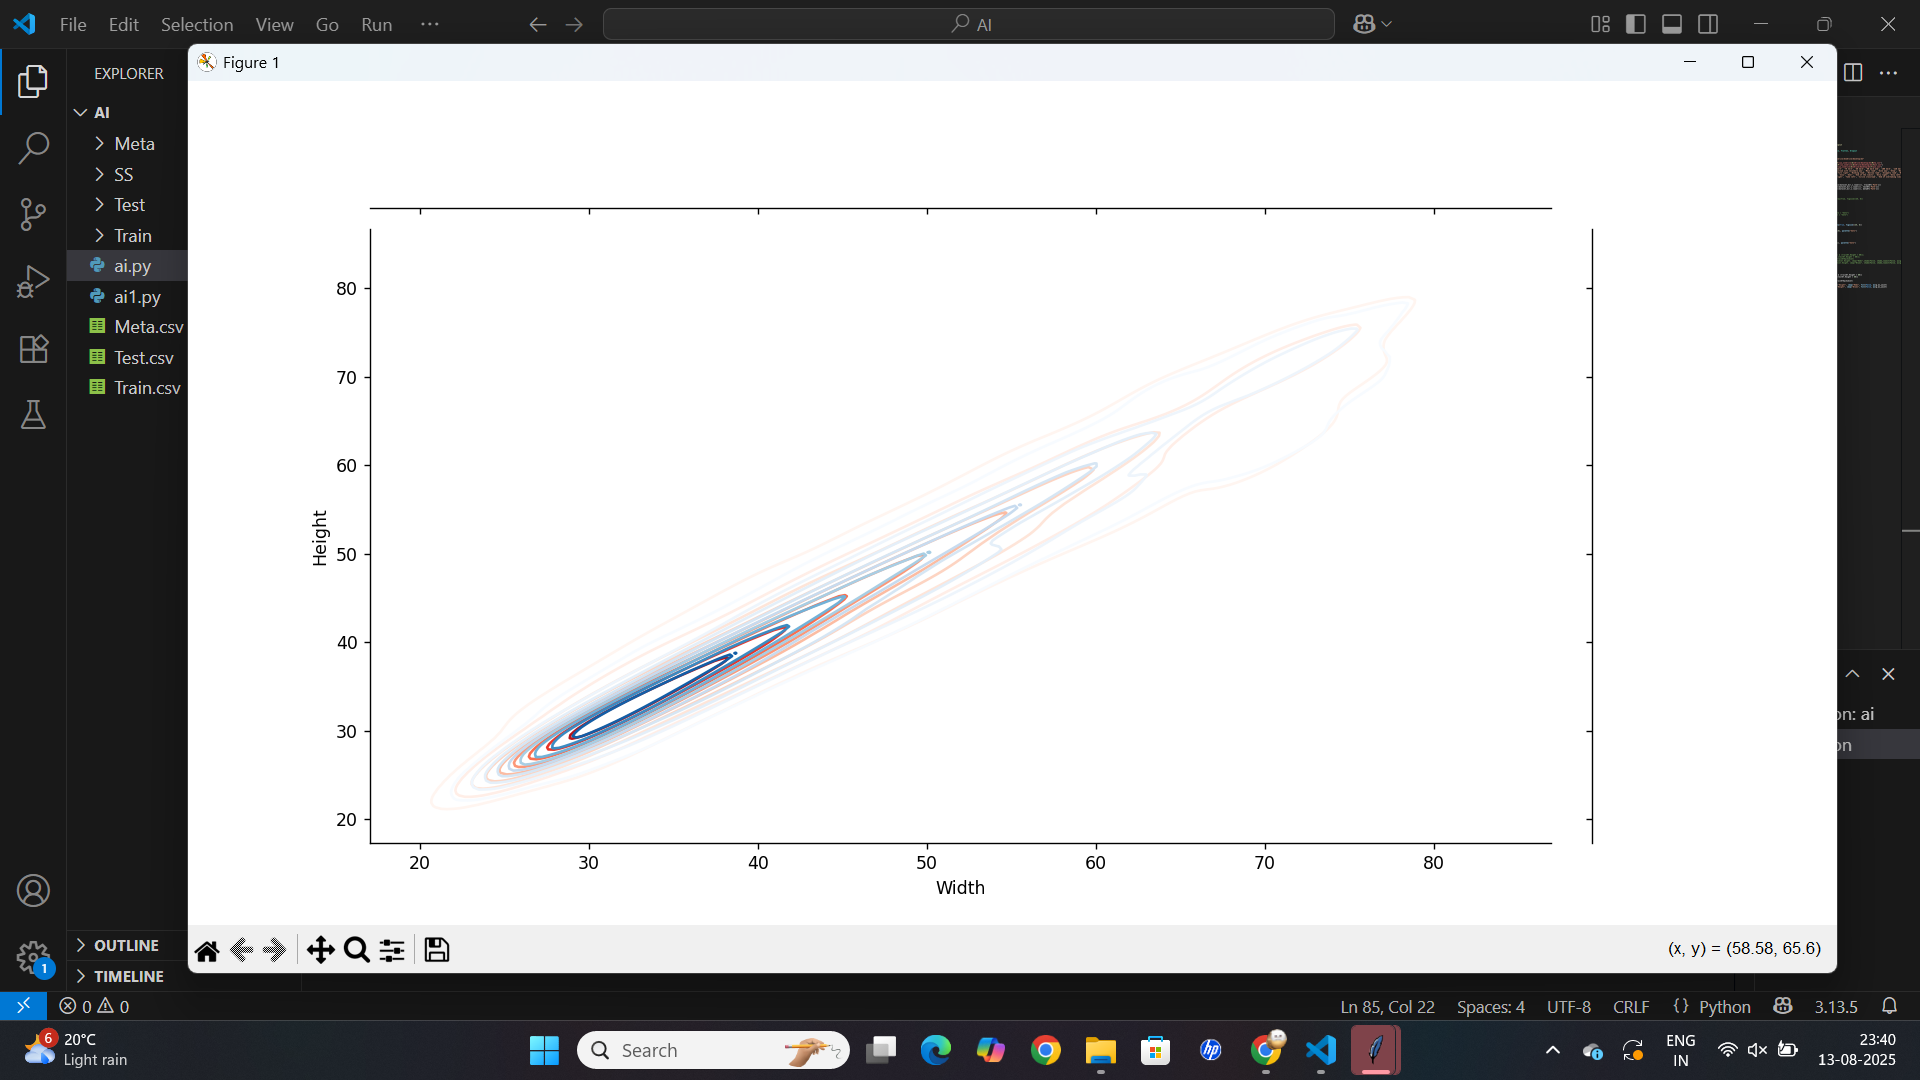 File Edit Selection View Go Run ···
AI
EXPLORER
AI
Meta
SS
Test
Train
ai.py
ai1.py
Meta.csv
Test.csv
Train.csv
OUTLINE
TIMELINE
Figure 1
80
70
60
50
40
30
20
Height
20 30 40 50 60 70 80
Width
(x, y) = (58.58, 65.6)
on: ai
on
1
0 0
Ln 85, Col 22 Spaces: 4 UTF-8 CRLF {} Python 3.13.5
6
20°C
Light rain
Search
hp
ENG
IN
23:40
13-08-2025